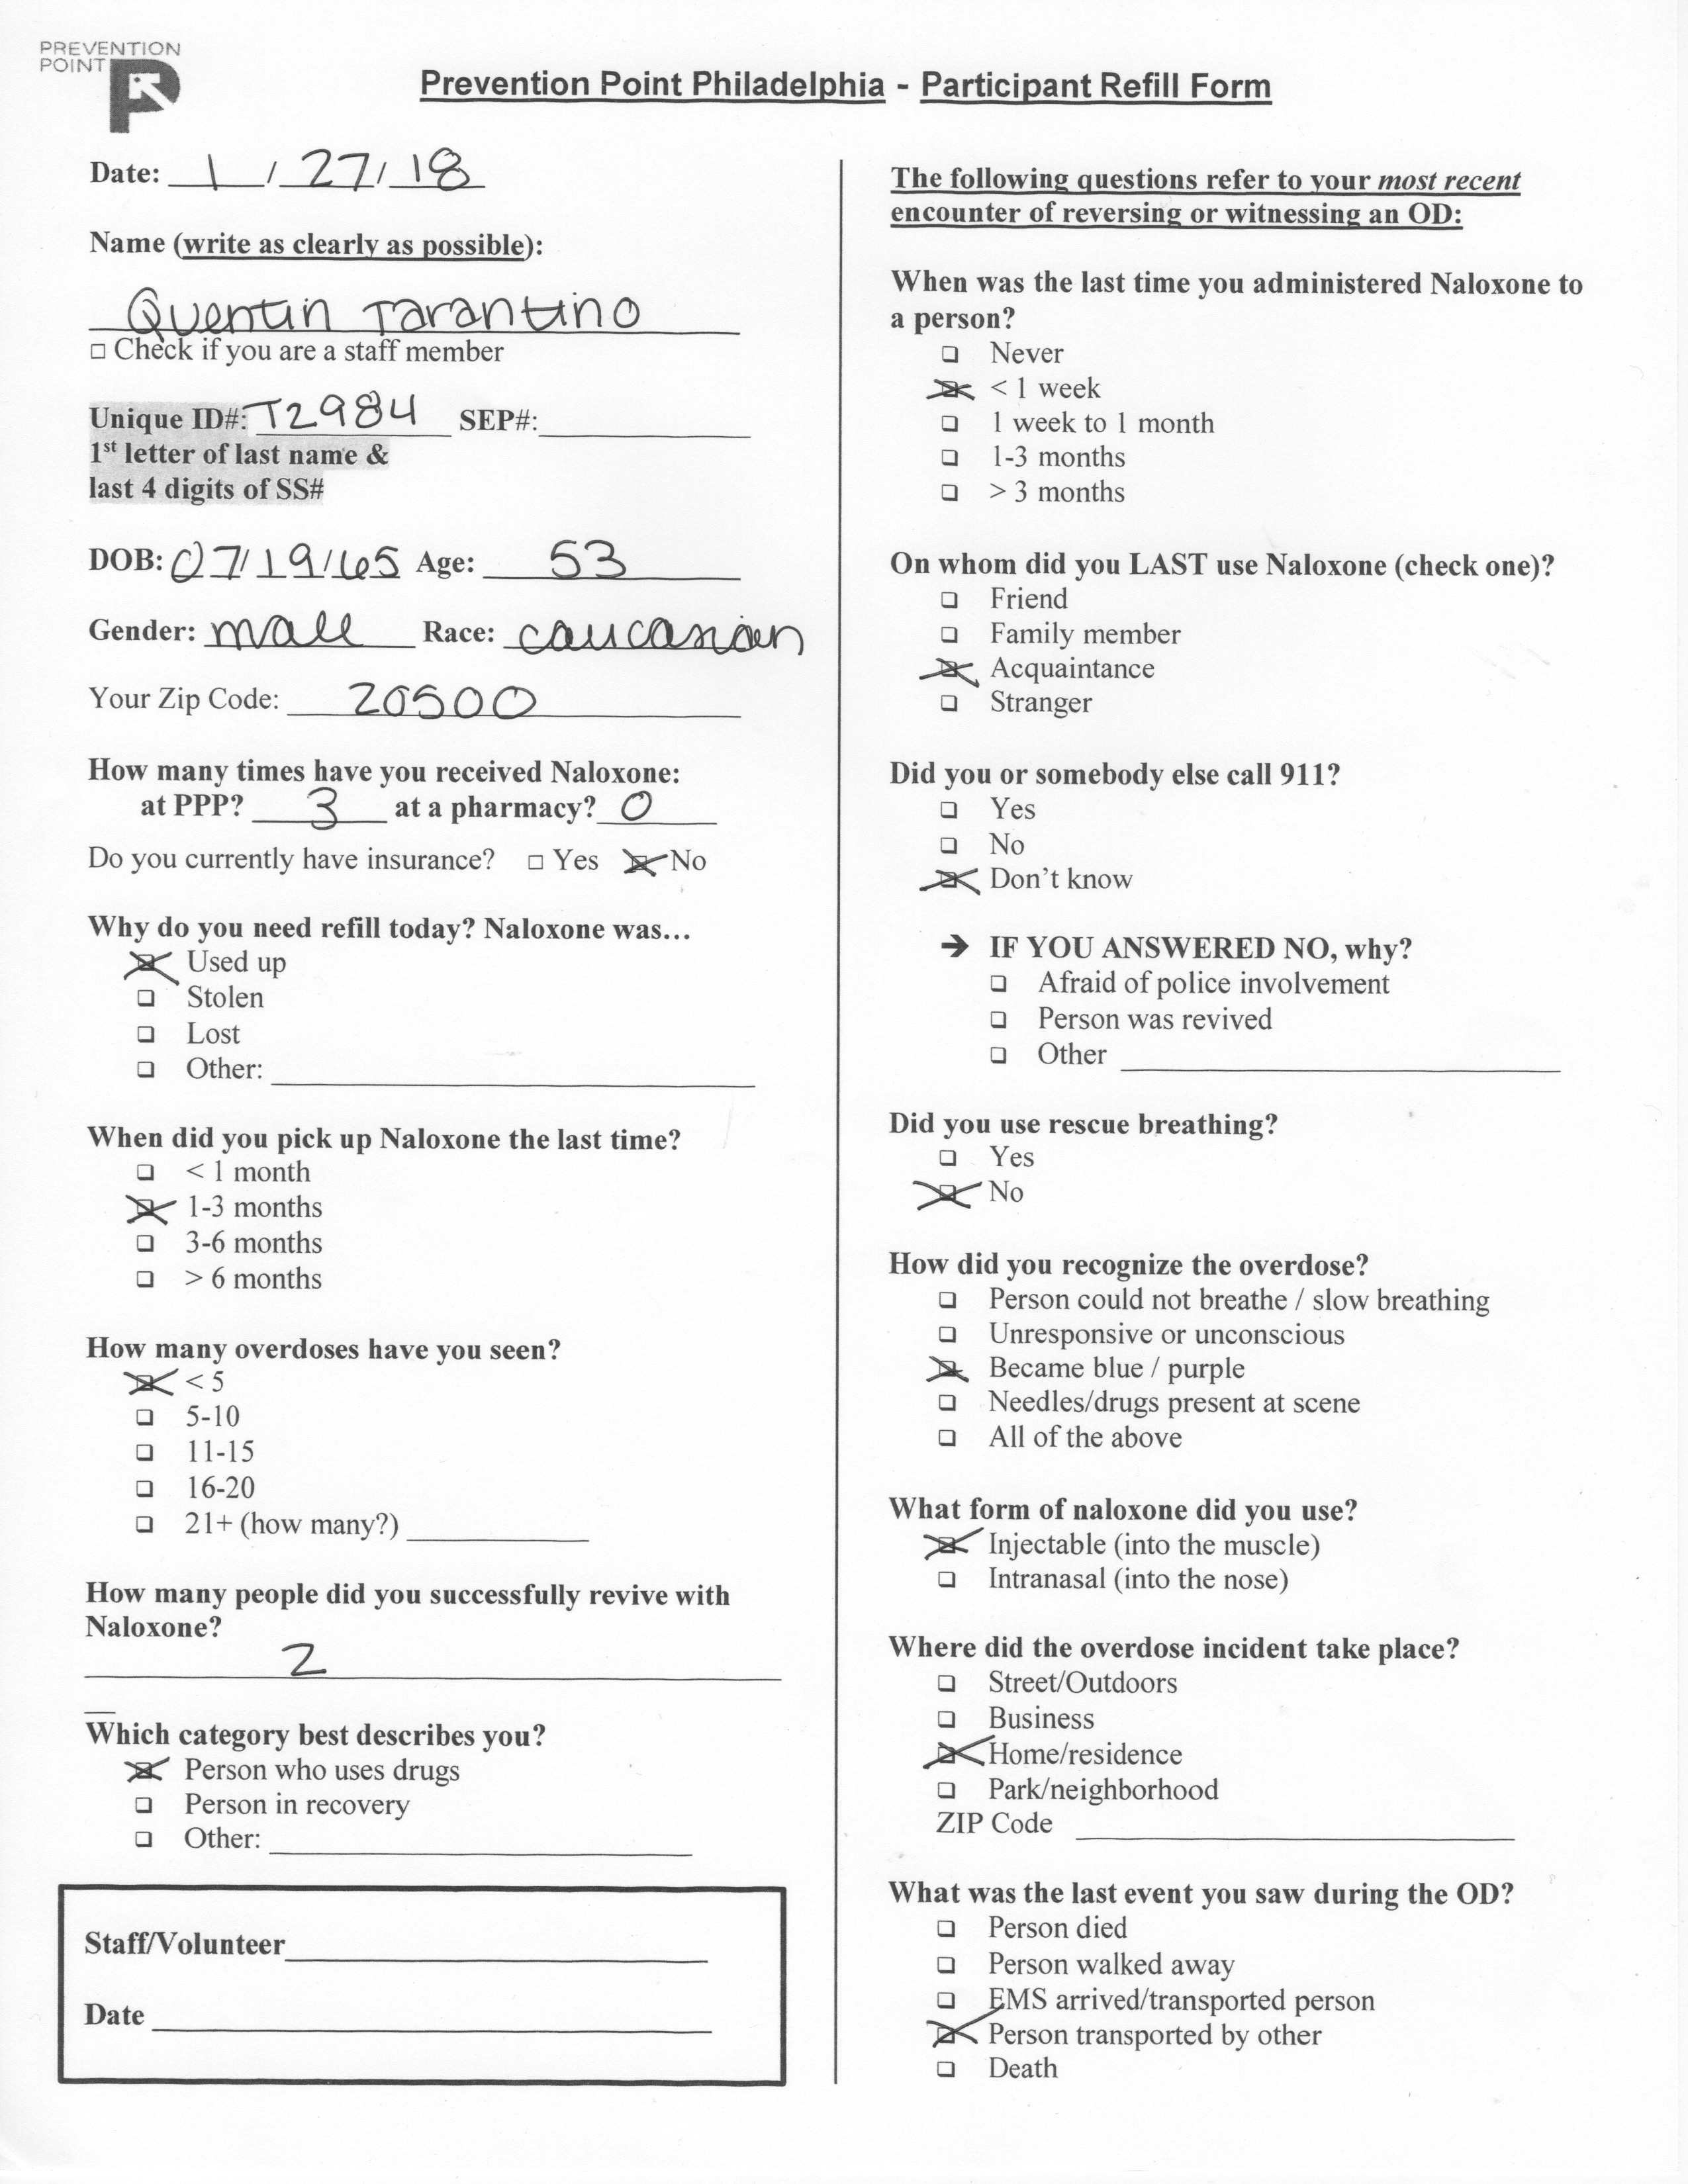 PREVENTION
POINT
Prevention Point Philadelphia - Participant Refill Form
Date: 1 / 27 / 18
Name (write as clearly as possible):
Quentin Tarantino
□ Check if you are a staff member
Unique ID#: T2984 SEP#:
1st letter of last name &
last 4 digits of SS#
DOB: 07/19/65 Age: 53
Gender: male Race: caucasian
Your Zip Code: 20500
How many times have you received Naloxone:
at PPP? 3 at a pharmacy? 0
Do you currently have insurance? □ Yes ☒ No
Why do you need refill today? Naloxone was...
☒ Used up
❑ Stolen
❑ Lost
❑ Other:
When did you pick up Naloxone the last time?
❑ < 1 month
☒ 1-3 months
❑ 3-6 months
❑ > 6 months
How many overdoses have you seen?
☒ < 5
❑ 5-10
❑ 11-15
❑ 16-20
❑ 21+ (how many?)
How many people did you successfully revive with
Naloxone?
2
Which category best describes you?
☒ Person who uses drugs
❑ Person in recovery
❑ Other:
Staff/Volunteer
Date
The following questions refer to your most recent
encounter of reversing or witnessing an OD:
When was the last time you administered Naloxone to
a person?
❑ Never
☒ < 1 week
❑ 1 week to 1 month
❑ 1-3 months
❑ > 3 months
On whom did you LAST use Naloxone (check one)?
❑ Friend
❑ Family member
☒ Acquaintance
❑ Stranger
Did you or somebody else call 911?
❑ Yes
❑ No
☒ Don't know
➔ IF YOU ANSWERED NO, why?
❑ Afraid of police involvement
❑ Person was revived
❑ Other
Did you use rescue breathing?
❑ Yes
☒ No
How did you recognize the overdose?
❑ Person could not breathe / slow breathing
❑ Unresponsive or unconscious
☒ Became blue / purple
❑ Needles/drugs present at scene
❑ All of the above
What form of naloxone did you use?
☒ Injectable (into the muscle)
❑ Intranasal (into the nose)
Where did the overdose incident take place?
❑ Street/Outdoors
❑ Business
☒ Home/residence
❑ Park/neighborhood
ZIP Code
What was the last event you saw during the OD?
❑ Person died
❑ Person walked away
❑ EMS arrived/transported person
☒ Person transported by other
❑ Death